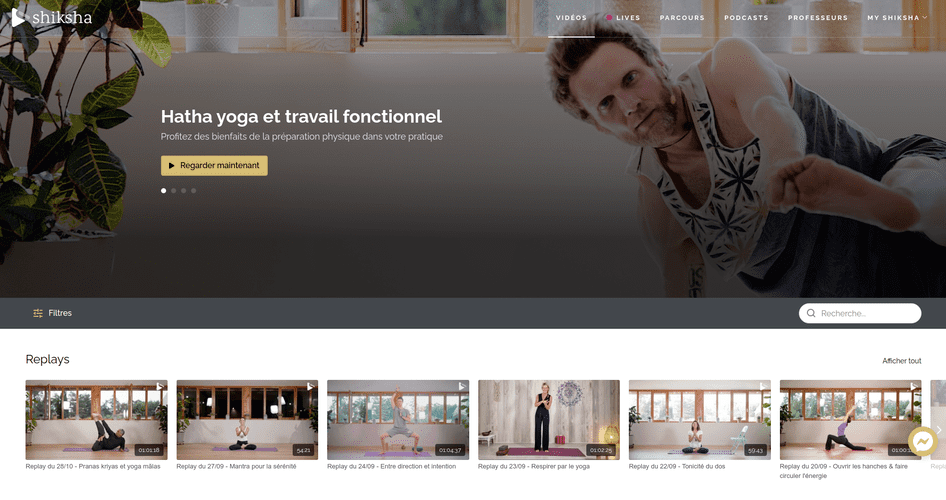 shiksha
VIDÉOS
LIVES
PARCOURS
PODCASTS
PROFESSEURS
MY SHIKSHA
Hatha yoga et travail fonctionnel
Profitez des bienfaits de la préparation physique dans votre pratique
Regarder maintenant
Filtres
Recherche...
Replays
Afficher tout
01:01:18
54:21
01:04:37
01:02:25
59:43
01:00:
Replay du 28/10 - Pranas kriyas et yoga mâlas
Replay du 27/09 - Mantra pour la sérénité
Replay du 24/09 - Entre direction et intention
Replay du 23/09 - Respirer par le yoga
Replay du 22/09 - Tonicité du dos
Replay du 20/09 - Ouvrir les hanches & faire
circuler l'énergie